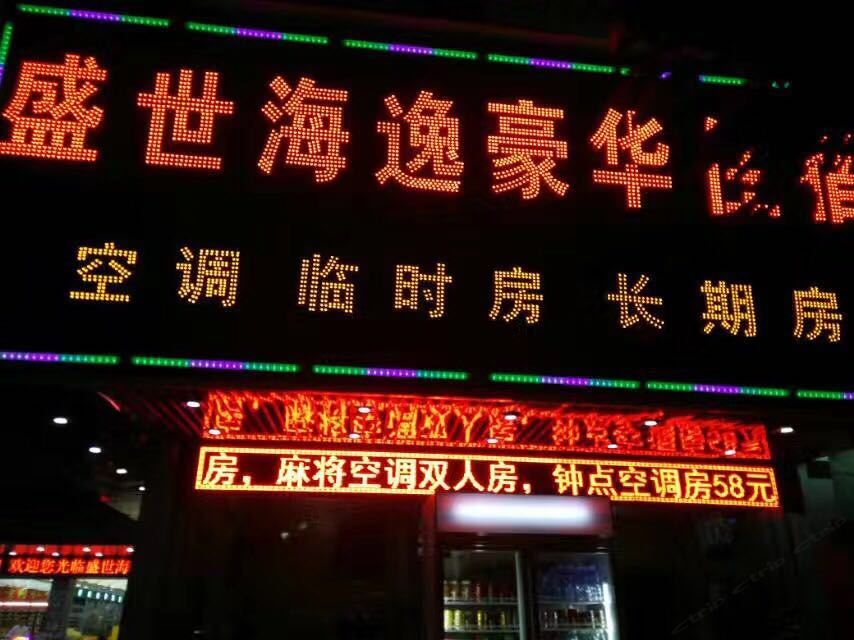 盛世海逸豪华民宿
空调临时房 长期房
房，麻将空调双人房，钟点空调房58元
欢迎您光临盛世海